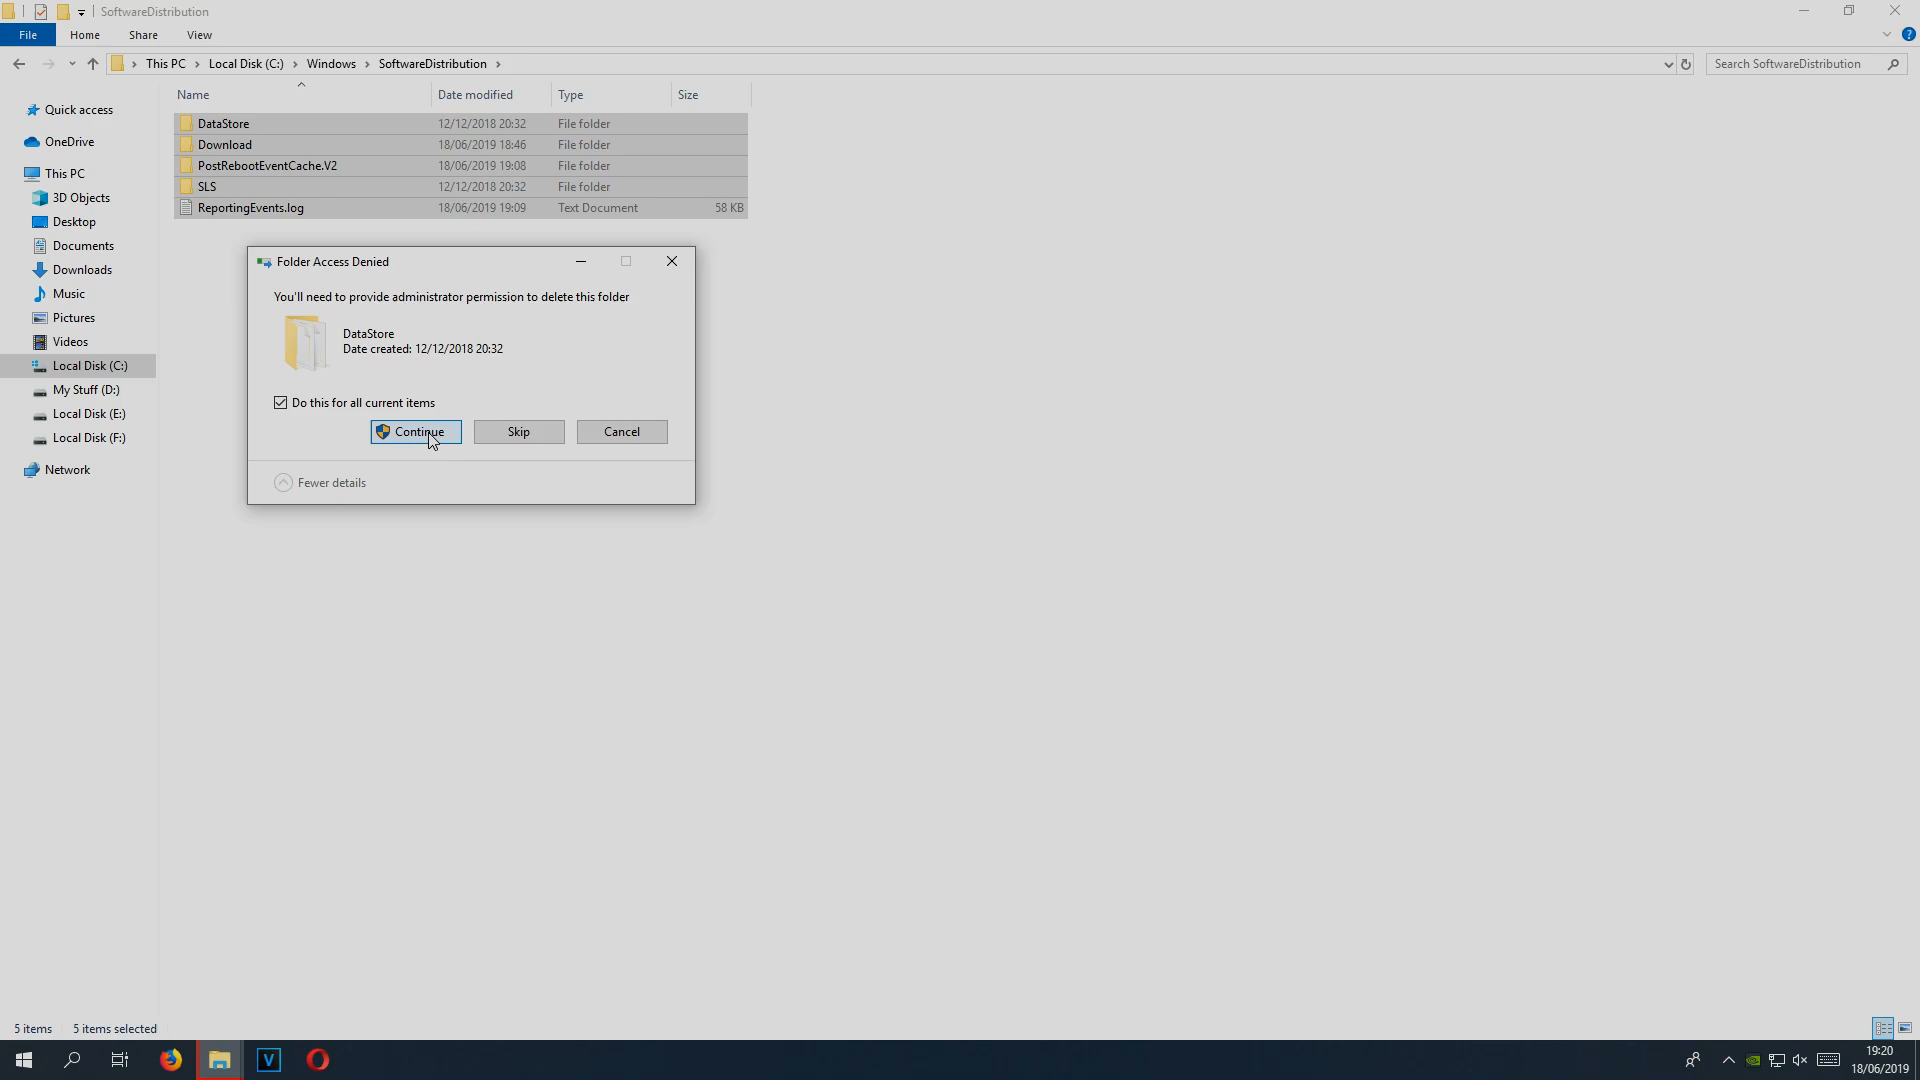 SoftwareDistribution
File Home Share View
This PC Local Disk (C:) Windows SoftwareDistribution
Search SoftwareDistribution
Name Date modified Type Size
DataStore 12/12/2018 20:32 File folder
Download 18/06/2019 18:46 File folder
PostRebootEventCache.V2 18/06/2019 19:08 File folder
SLS 12/12/2018 20:32 File folder
ReportingEvents.log 18/06/2019 19:09 Text Document 58 KB
Quick access
OneDrive
This PC
3D Objects
Desktop
Documents
Downloads
Music
Pictures
Videos
Local Disk (C:)
My Stuff (D:)
Local Disk (E:)
Local Disk (F:)
Network
Folder Access Denied
You'll need to provide administrator permission to delete this folder
DataStore
Date created: 12/12/2018 20:32
Do this for all current items
Continue Skip Cancel
Fewer details
5 items 5 items selected
V
19:20
18/06/2019